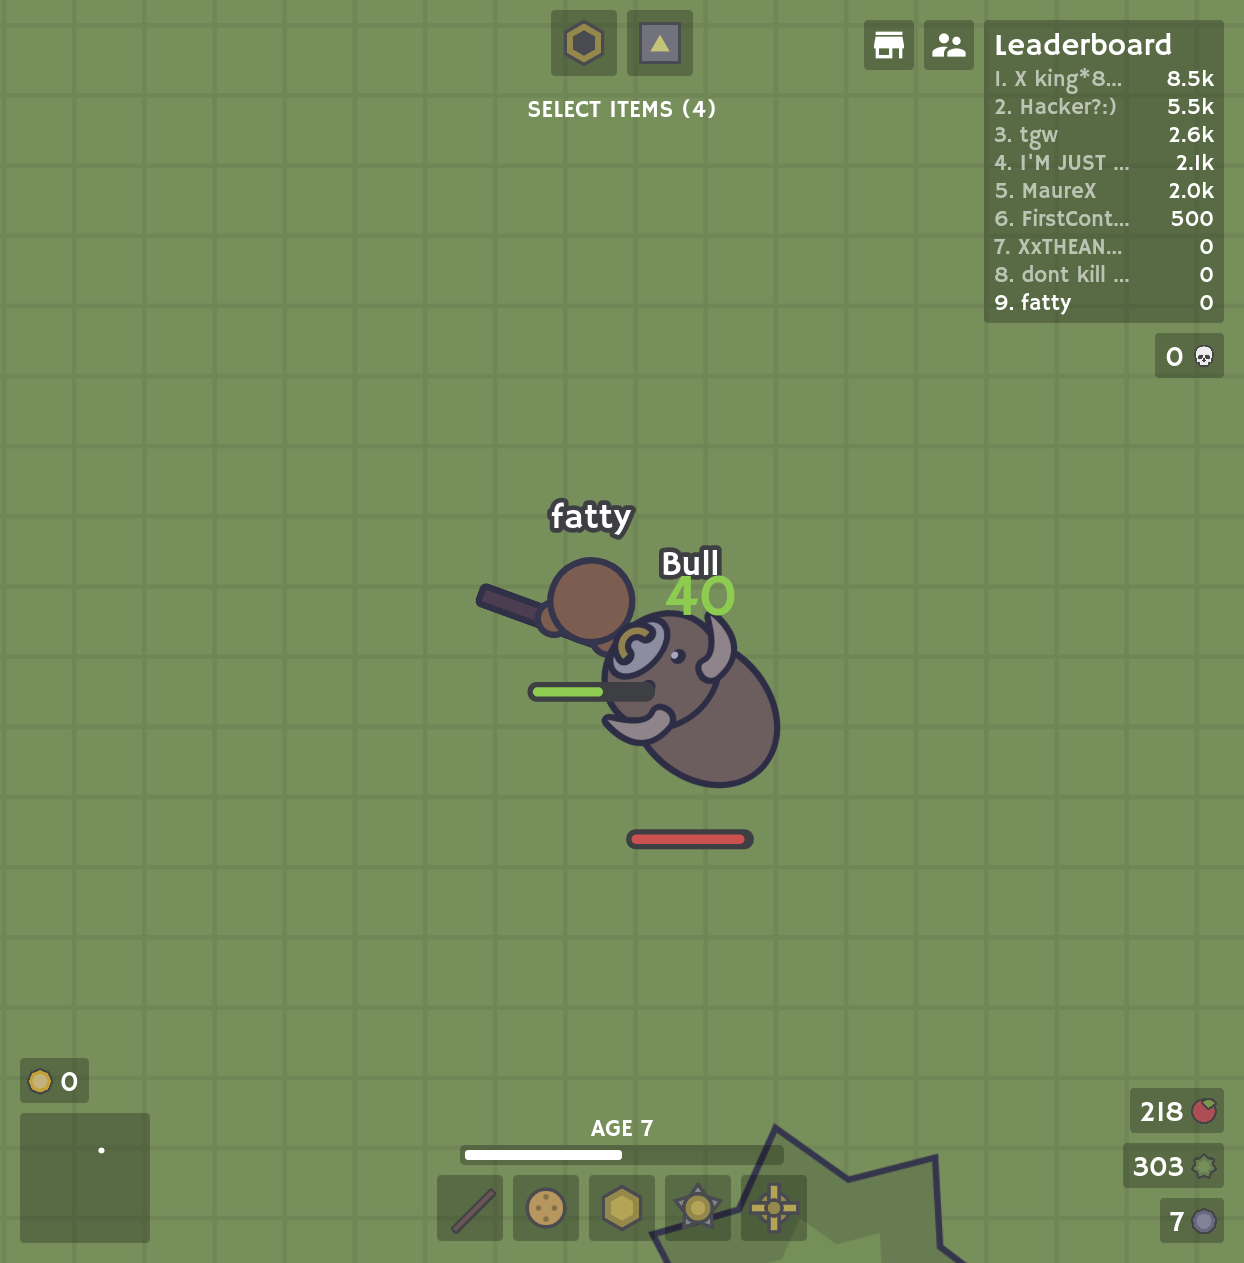 SELECT ITEMS (4)
Leaderboard
1. X king*8... 8.5k
2. Hacker?:) 5.5k
3. tgw 2.6k
4. I'M JUST ... 2.1k
5. MaureX 2.0k
6. FirstCont... 500
7. XxTHEAN... 0
8. dont kill ... 0
9. fatty 0
0
fatty
Bull
40
0
AGE 7
218
303
7